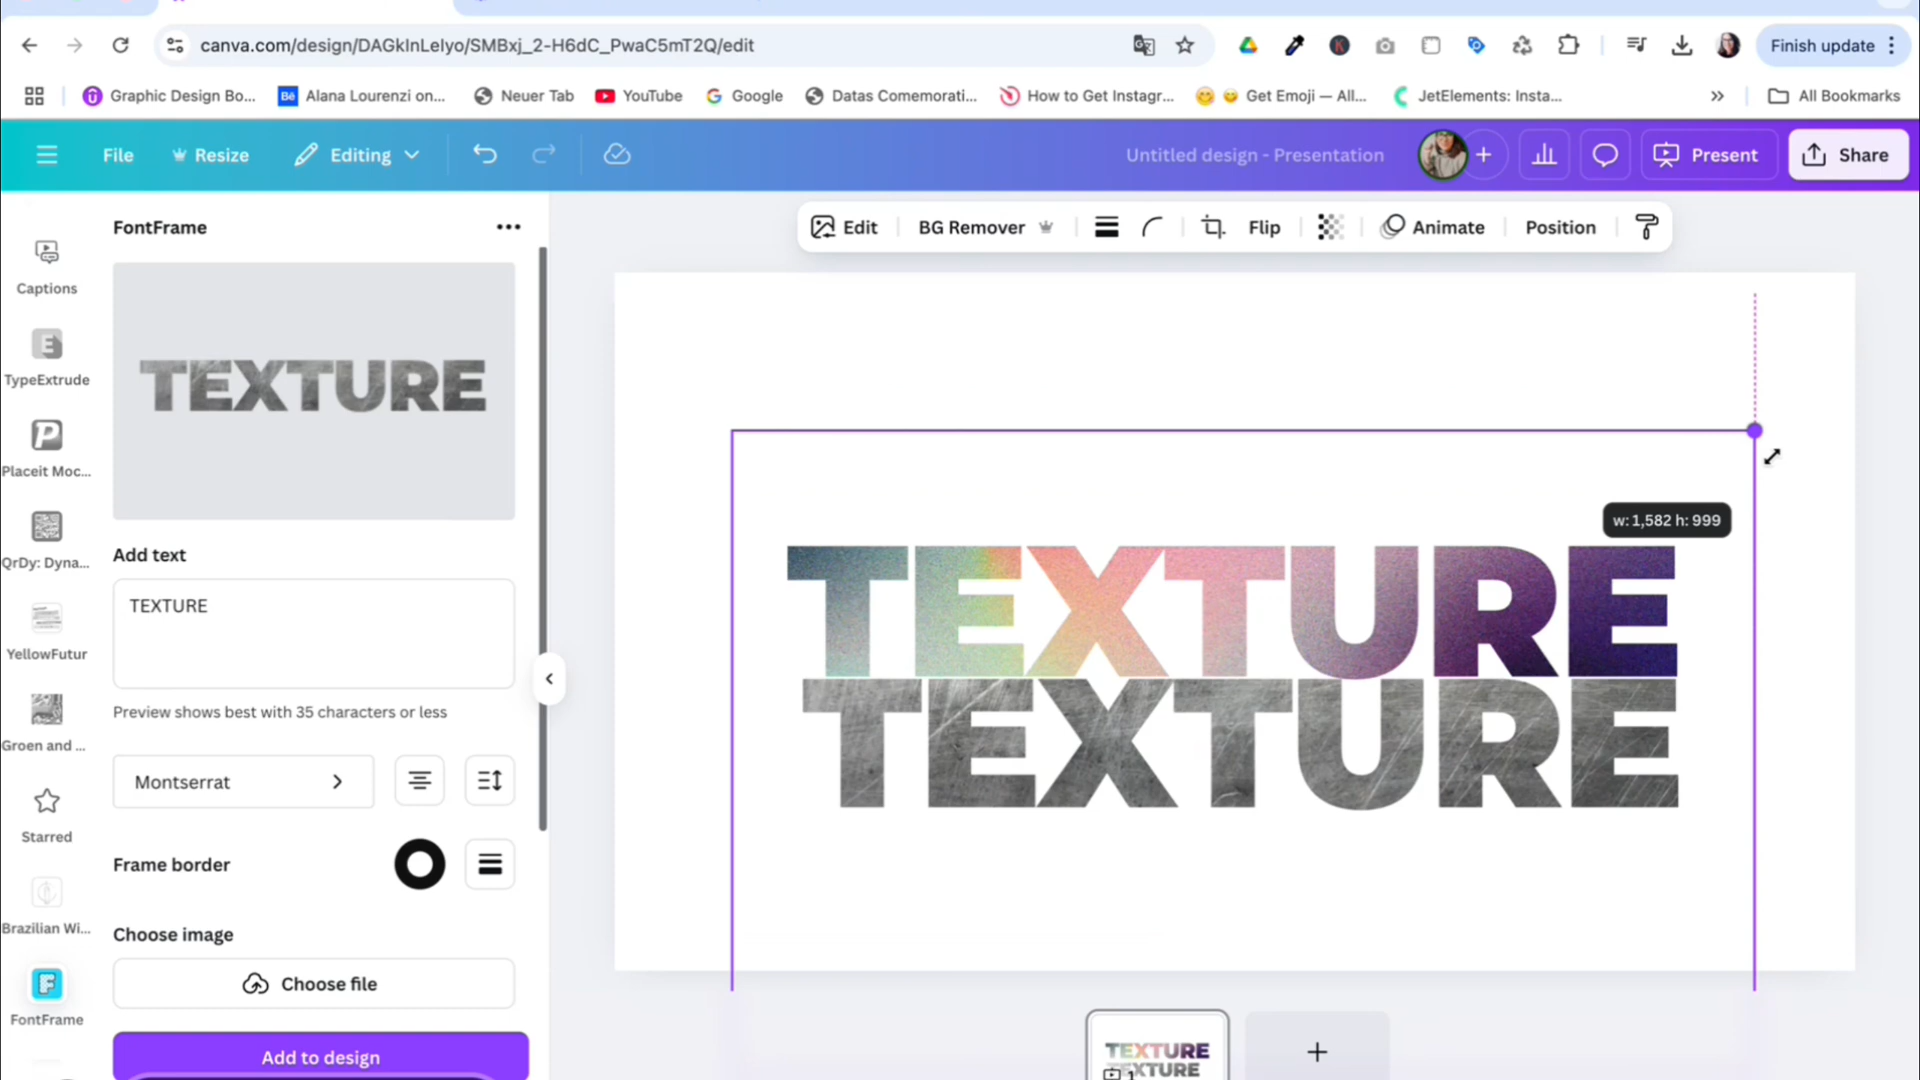 canva.com/design/DAGkInLeIyo/SMBxj_2-H6dC_PwaC5mT2Q/edit
Finish update
Graphic Design Bo...
Bē Alana Lourenzi on...
Neuer Tab
YouTube
Google
Datas Comemorati...
How to Get Instagr...
Get Emoji — All...
JetElements: Insta...
All Bookmarks
File
Resize
Editing
Untitled design - Presentation
Present
Share
FontFrame
Edit
BG Remover
Flip
Animate
Position
Captions
TypeExtrude
Placeit Moc...
QrDy: Dyna...
YellowFutur
Groen and ...
Starred
Brazilian Wi...
FontFrame
TEXTURE
Add text
TEXTURE
Preview shows best with 35 characters or less
Montserrat
Frame border
Choose image
Choose file
Add to design
w: 1,582 h: 999
TEXTURE
TEXTURE
TEXTURE
TEXTURE
1